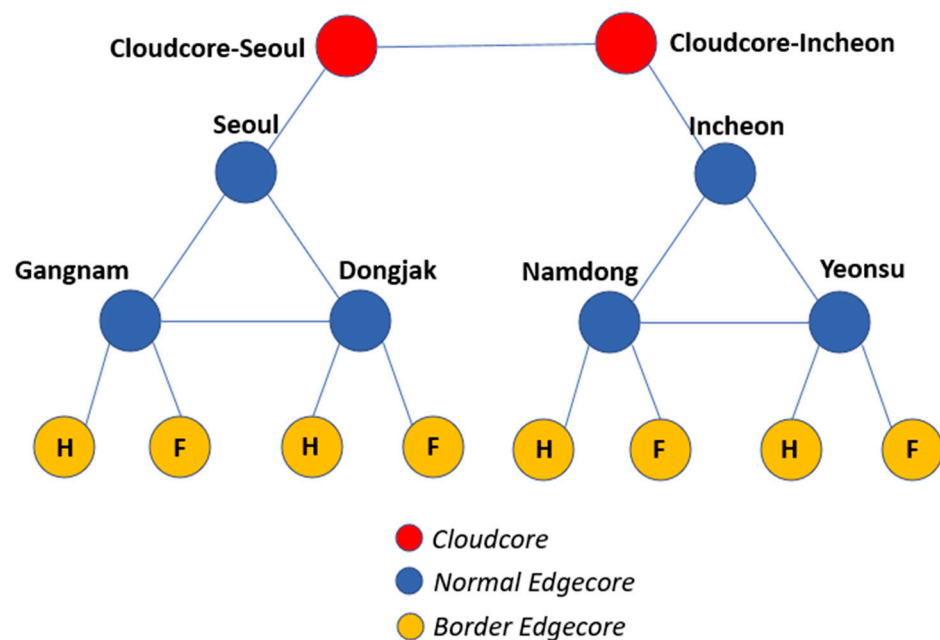 Cloudcore-Seoul
Cloudcore-Incheon
Seoul
Incheon
Gangnam
Dongjak
Namdong
Yeonsu
H
F
H
F
H
F
H
F
Cloudcore
Normal Edgecore
Border Edgecore